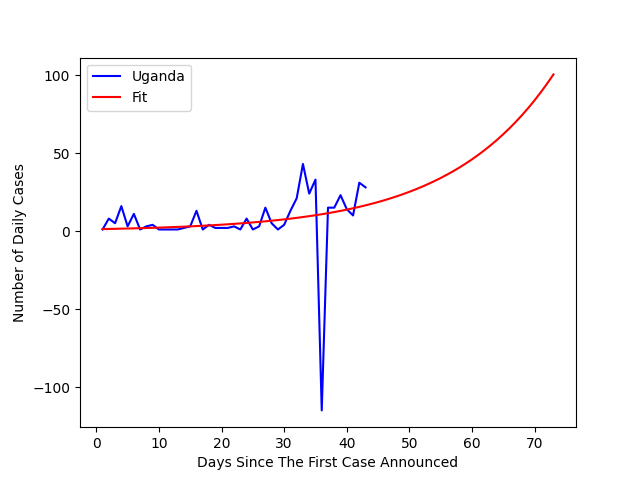 Uganda
Fit
100
50
0
−50
−100
Number of Daily Cases
0 10 20 30 40 50 60 70
Days Since The First Case Announced